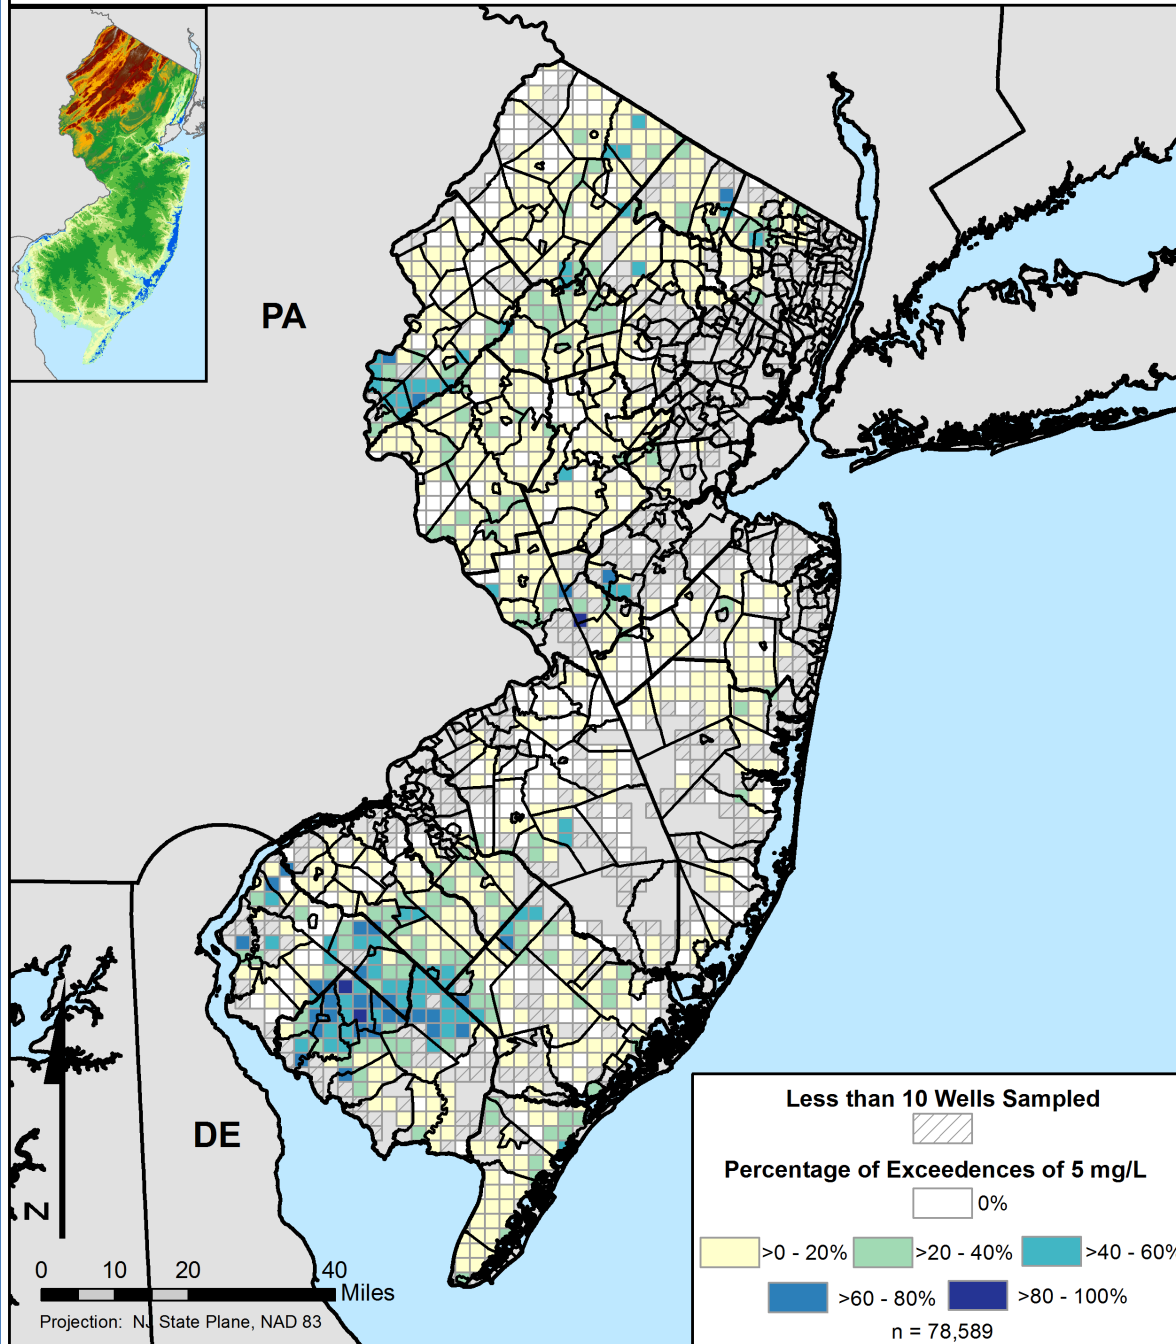 PA
DE
N
0 10 20 40
Miles
Projection: NJ State Plane, NAD 83
Less than 10 Wells Sampled
Percentage of Exceedences of 5 mg/L
0%
>0 - 20% >20 - 40% >40 - 60%
>60 - 80% >80 - 100%
n = 78,589